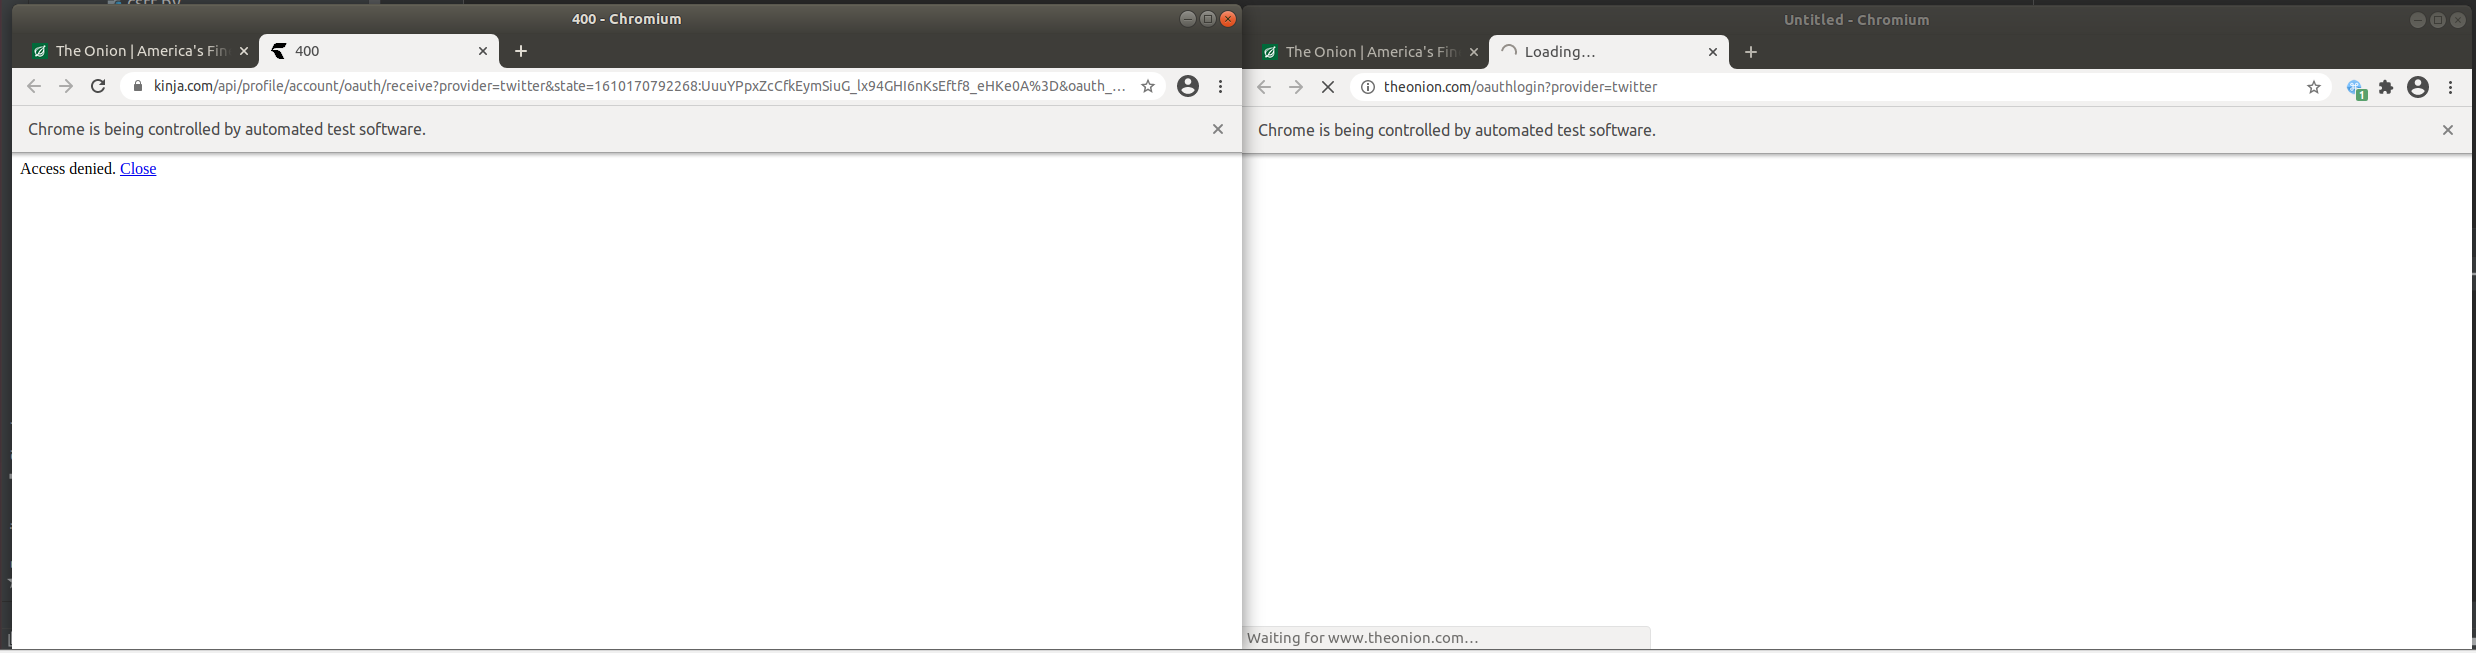 400 - Chromium
The Onion | America's Fin
400
kinja.com/api/profile/account/oauth/receive?provider=twitter&state=1610170792268:UuuYPpxZcCfkEymSiuG_lx94GHI6nKsEftf8_eHKe0A%3D&oauth_...
Chrome is being controlled by automated test software.
Access denied. Close
Untitled - Chromium
The Onion | America's Fin
Loading...
theonion.com/oauthlogin?provider=twitter
1
Chrome is being controlled by automated test software.
Waiting for www.theonion.com...